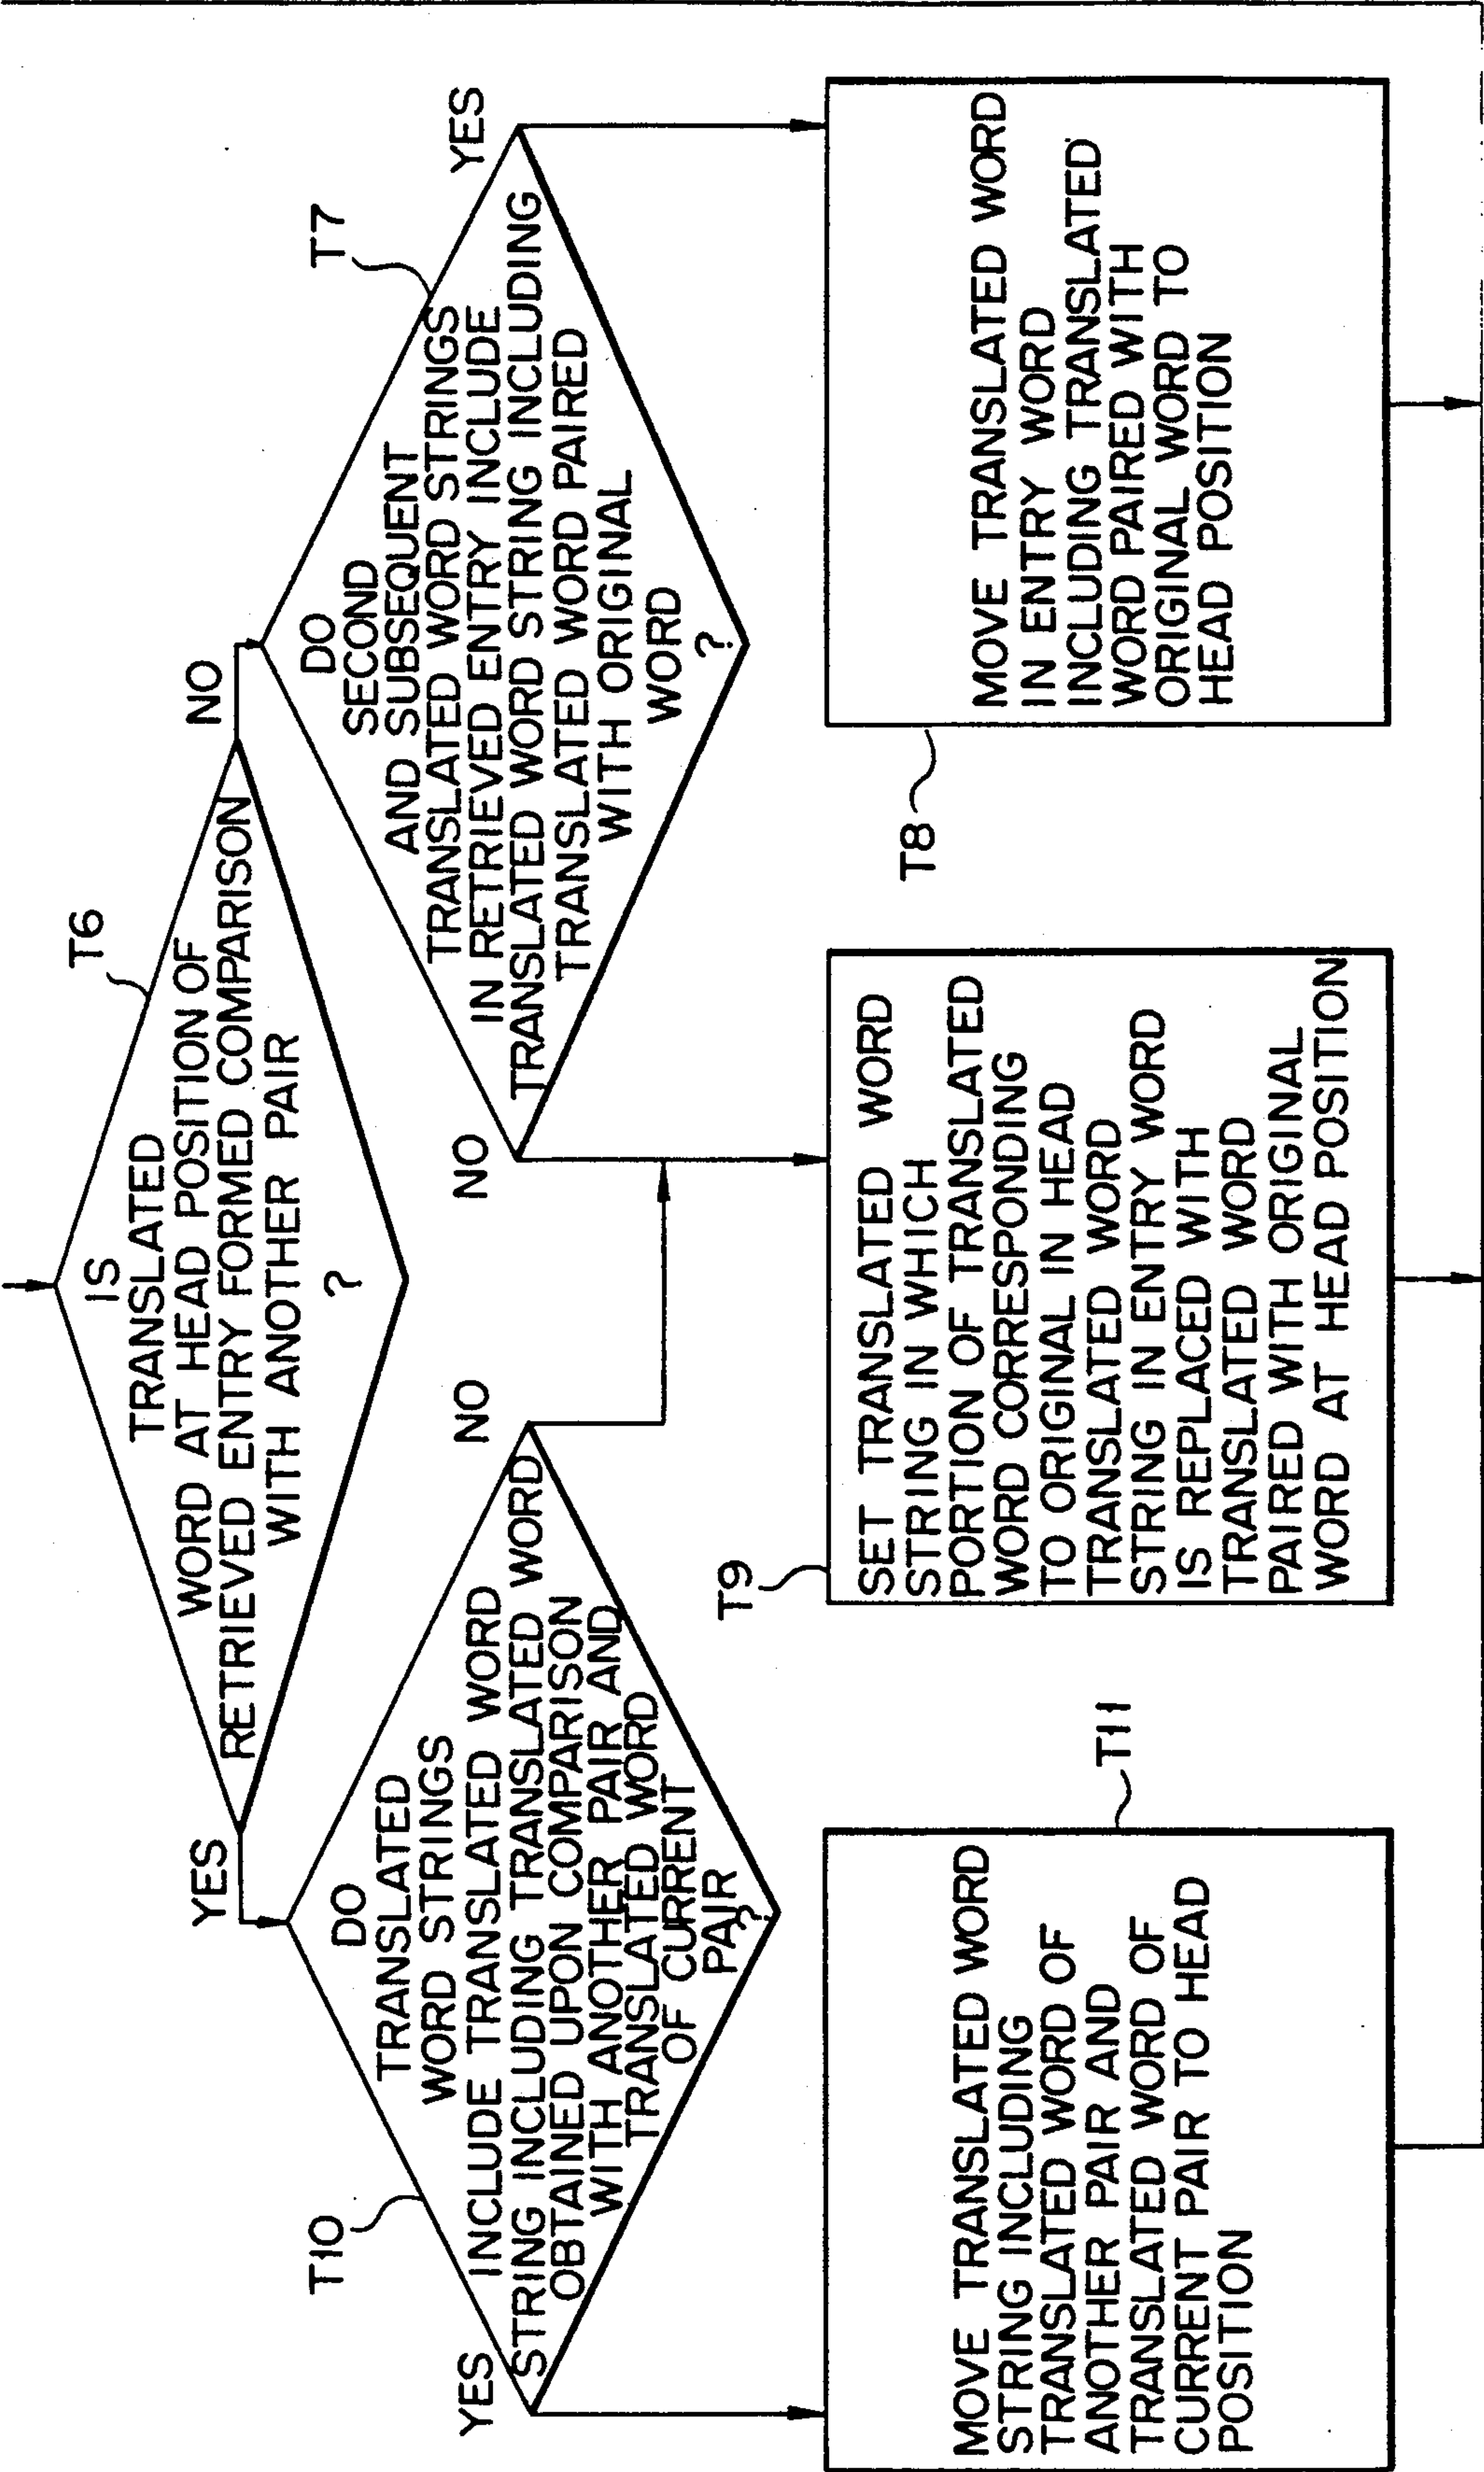 T6
IS
TRANSLATED
WORD AT HEAD POSITION OF
RETRIEVED ENTRY FORMED COMPARISON
WITH ANOTHER PAIR
?
YES
NO
T10
DO
TRANSLATED
WORD STRINGS
INCLUDE TRANSLATED WORD
STRING INCLUDING TRANSLATED WORD
OBTAINED UPON COMPARISON
WITH ANOTHER PAIR AND
TRANSLATED WORD
OF CURRENT
PAIR
?
YES
NO
T7
DO
SECOND
AND SUBSEQUENT
TRANSLATED WORD STRINGS
IN RETRIEVED ENTRY INCLUDE
TRANSLATED WORD STRING INCLUDING
TRANSLATED WORD PAIRED
WITH ORIGINAL
WORD
?
NO
YES
T11
MOVE TRANSLATED WORD
STRING INCLUDING
TRANSLATED WORD OF
ANOTHER PAIR AND
TRANSLATED WORD OF
CURRENT PAIR TO HEAD
POSITION
T9
SET TRANSLATED WORD
STRING IN WHICH
PORTION OF TRANSLATED
WORD CORRESPONDING
TO ORIGINAL IN HEAD
TRANSLATED WORD
STRING IN ENTRY WORD
IS REPLACED WITH
TRANSLATED WORD
PAIRED WITH ORIGINAL
WORD AT HEAD POSITION
T8
MOVE TRANSLATED WORD
IN ENTRY WORD
INCLUDING TRANSLATED
WORD PAIRED WITH
ORIGINAL WORD TO
HEAD POSITION